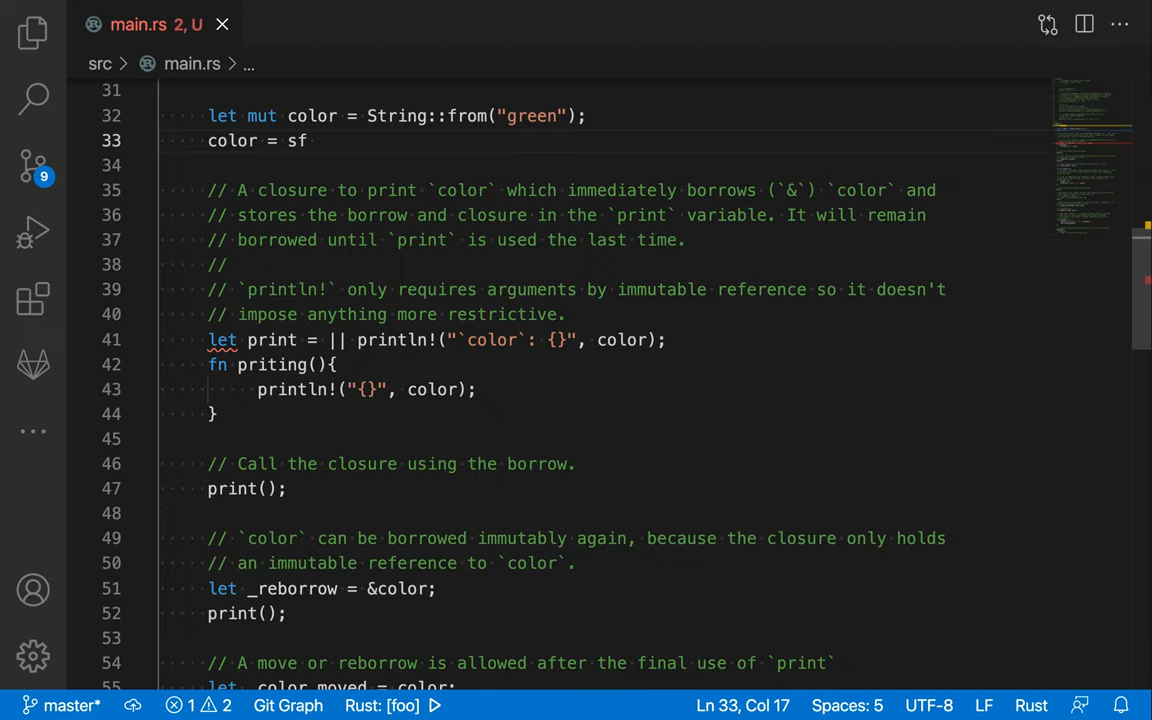 main.rs 2, U
src > main.rs > ...
31
32 let mut color = String::from("green");
33 color = sf
34
35 // A closure to print `color` which immediately borrows (`&`) `color` and
36 // stores the borrow and closure in the `print` variable. It will remain
37 // borrowed until `print` is used the last time.
38 //
39 // `println!` only requires arguments by immutable reference so it doesn't
40 // impose anything more restrictive.
41 let print = || println!("`color`: {}", color);
42 fn priting(){
43 println!("{}", color);
44 }
45
46 // Call the closure using the borrow.
47 print();
48
49 // `color` can be borrowed immutably again, because the closure only holds
50 // an immutable reference to `color`.
51 let _reborrow = &color;
52 print();
53
54 // A move or reborrow is allowed after the final use of `print`
55 let _color_moved = color;
9
master* 1 2 Git Graph Rust: [foo] Ln 33, Col 17 Spaces: 5 UTF-8 LF Rust